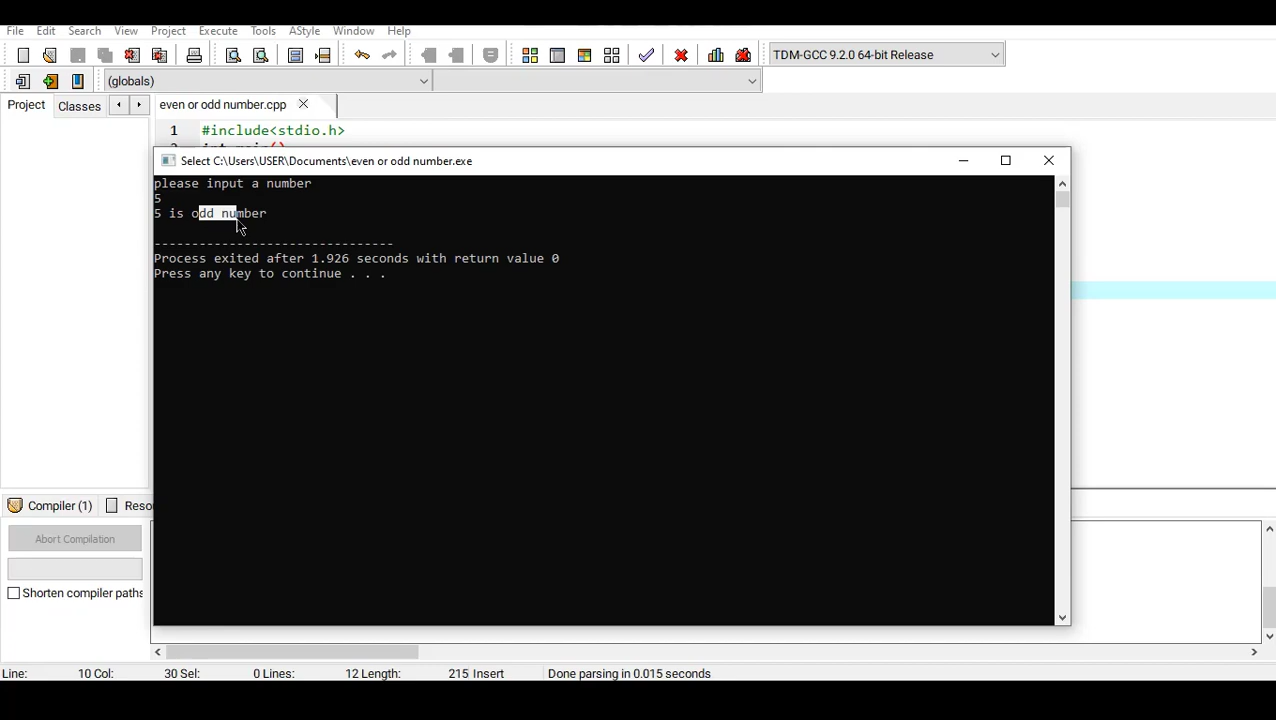 File Edit Search View Project Execute Tools AStyle Window Help
TDM-GCC 9.2.0 64-bit Release
(globals)
Project Classes even or odd number.cpp
1 #include<stdio.h>
Select C:\Users\USER\Documents\even or odd number.exe
please input a number
5
5 is odd number
--------------------------------
Process exited after 1.926 seconds with return value 0
Press any key to continue . . .
Compiler (1) Reso
Abort Compilation
Shorten compiler paths
Line: 10 Col: 30 Sel: 0 Lines: 12 Length: 215 Insert Done parsing in 0.015 seconds